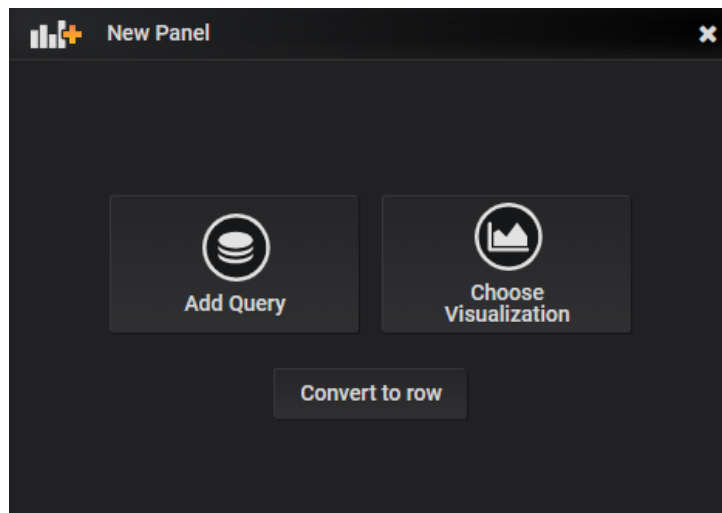 New Panel
Add Query
Choose
Visualization
Convert to row